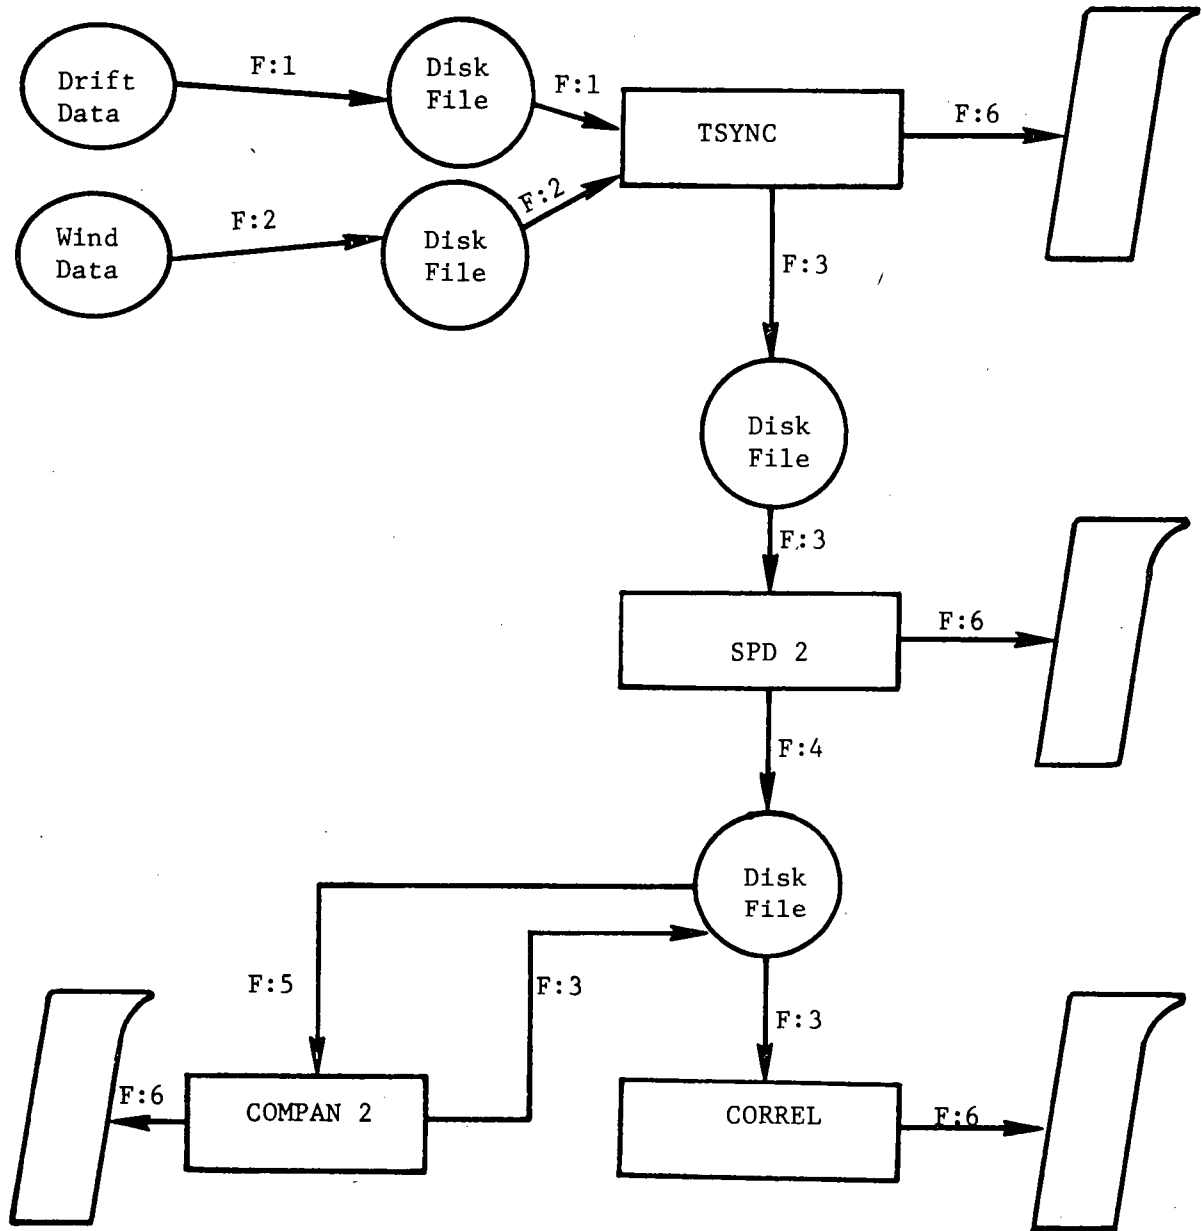 Drift
Data
F:1
Disk
File
F:1
TSYNC
F:6
Wind
Data
F:2
Disk
File
F:2
F:3
Disk
File
F:3
SPD 2
F:6
F:4
Disk
File
F:5
F:3
F:3
F:6
COMPAN 2
CORREL
F:6